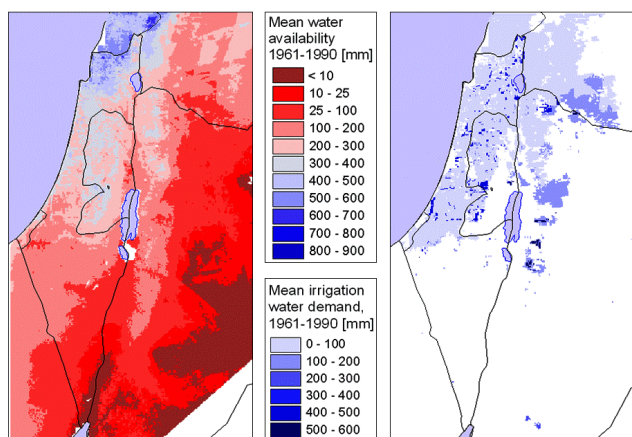 Mean water
availability
1961-1990 [mm]
< 10
10 - 25
25 - 100
100 - 200
200 - 300
300 - 400
400 - 500
500 - 600
600 - 700
700 - 800
800 - 900
Mean irrigation
water demand,
1961-1990 [mm]
0 - 100
100 - 200
200 - 300
300 - 400
400 - 500
500 - 600